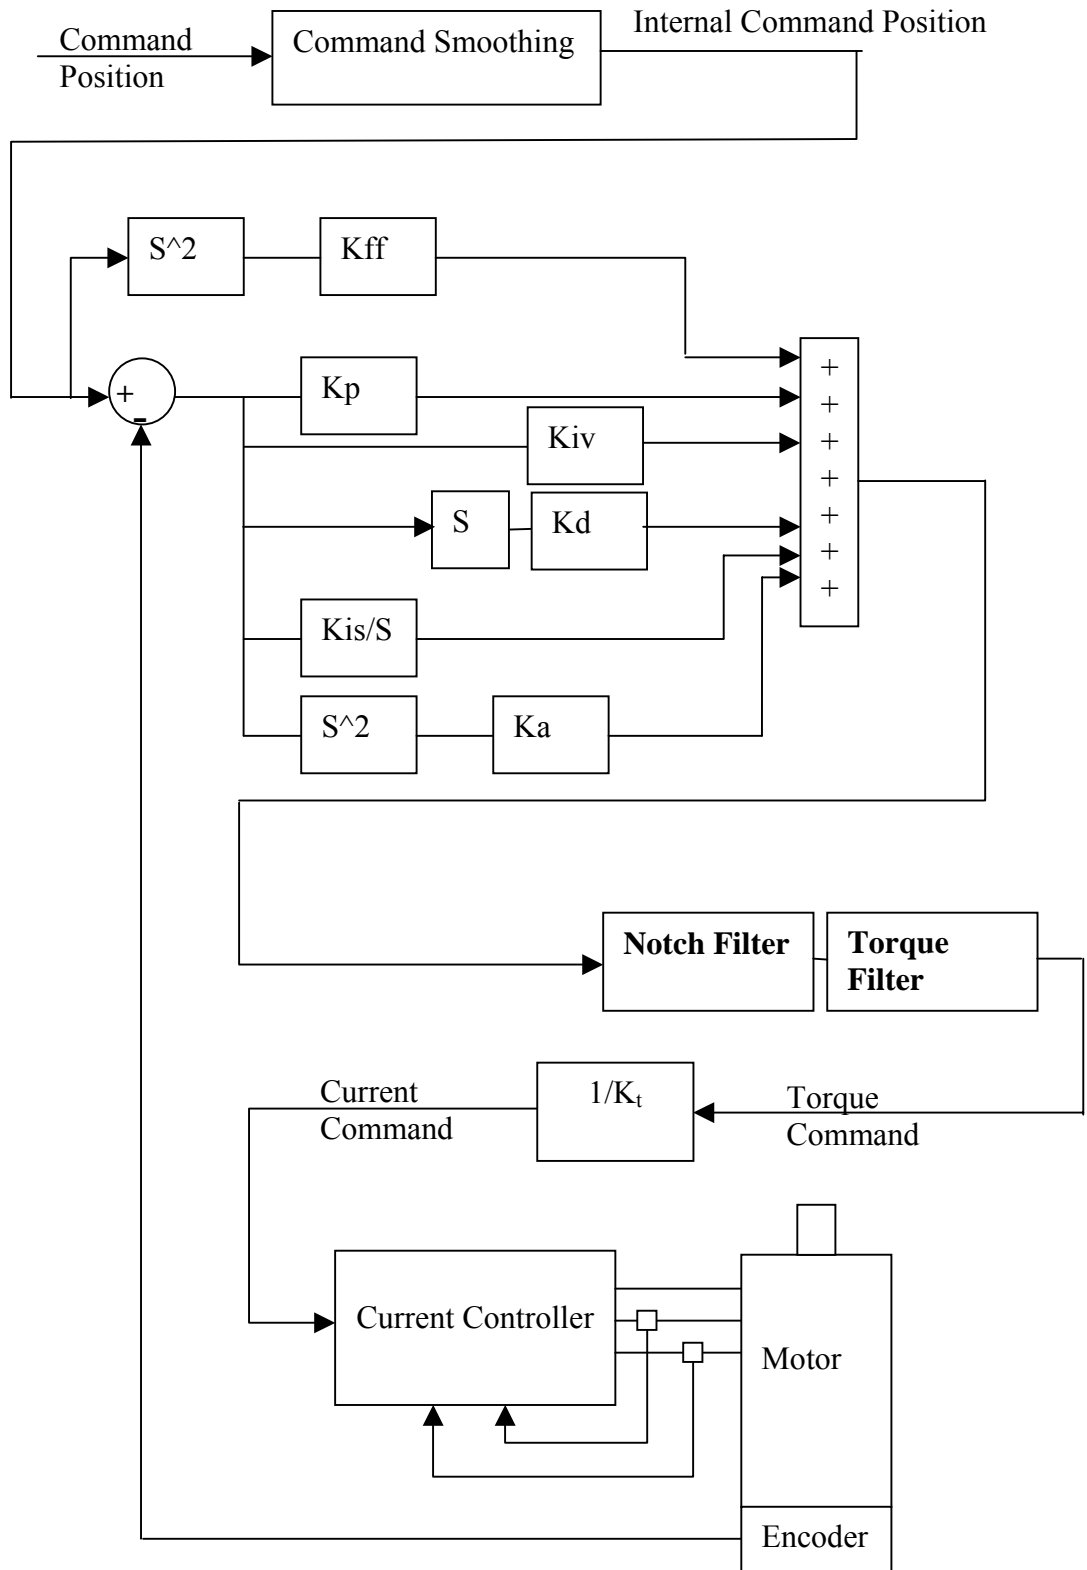 Command
Position
Command Smoothing
Internal Command Position
S^2
Kff
+
-
Kp
Kiv
S
Kd
Kis/S
S^2
Ka
+
+
+
+
+
+
+
Notch Filter
Torque
Filter
Current
Command
1/Kt
Torque
Command
Current Controller
Motor
Encoder